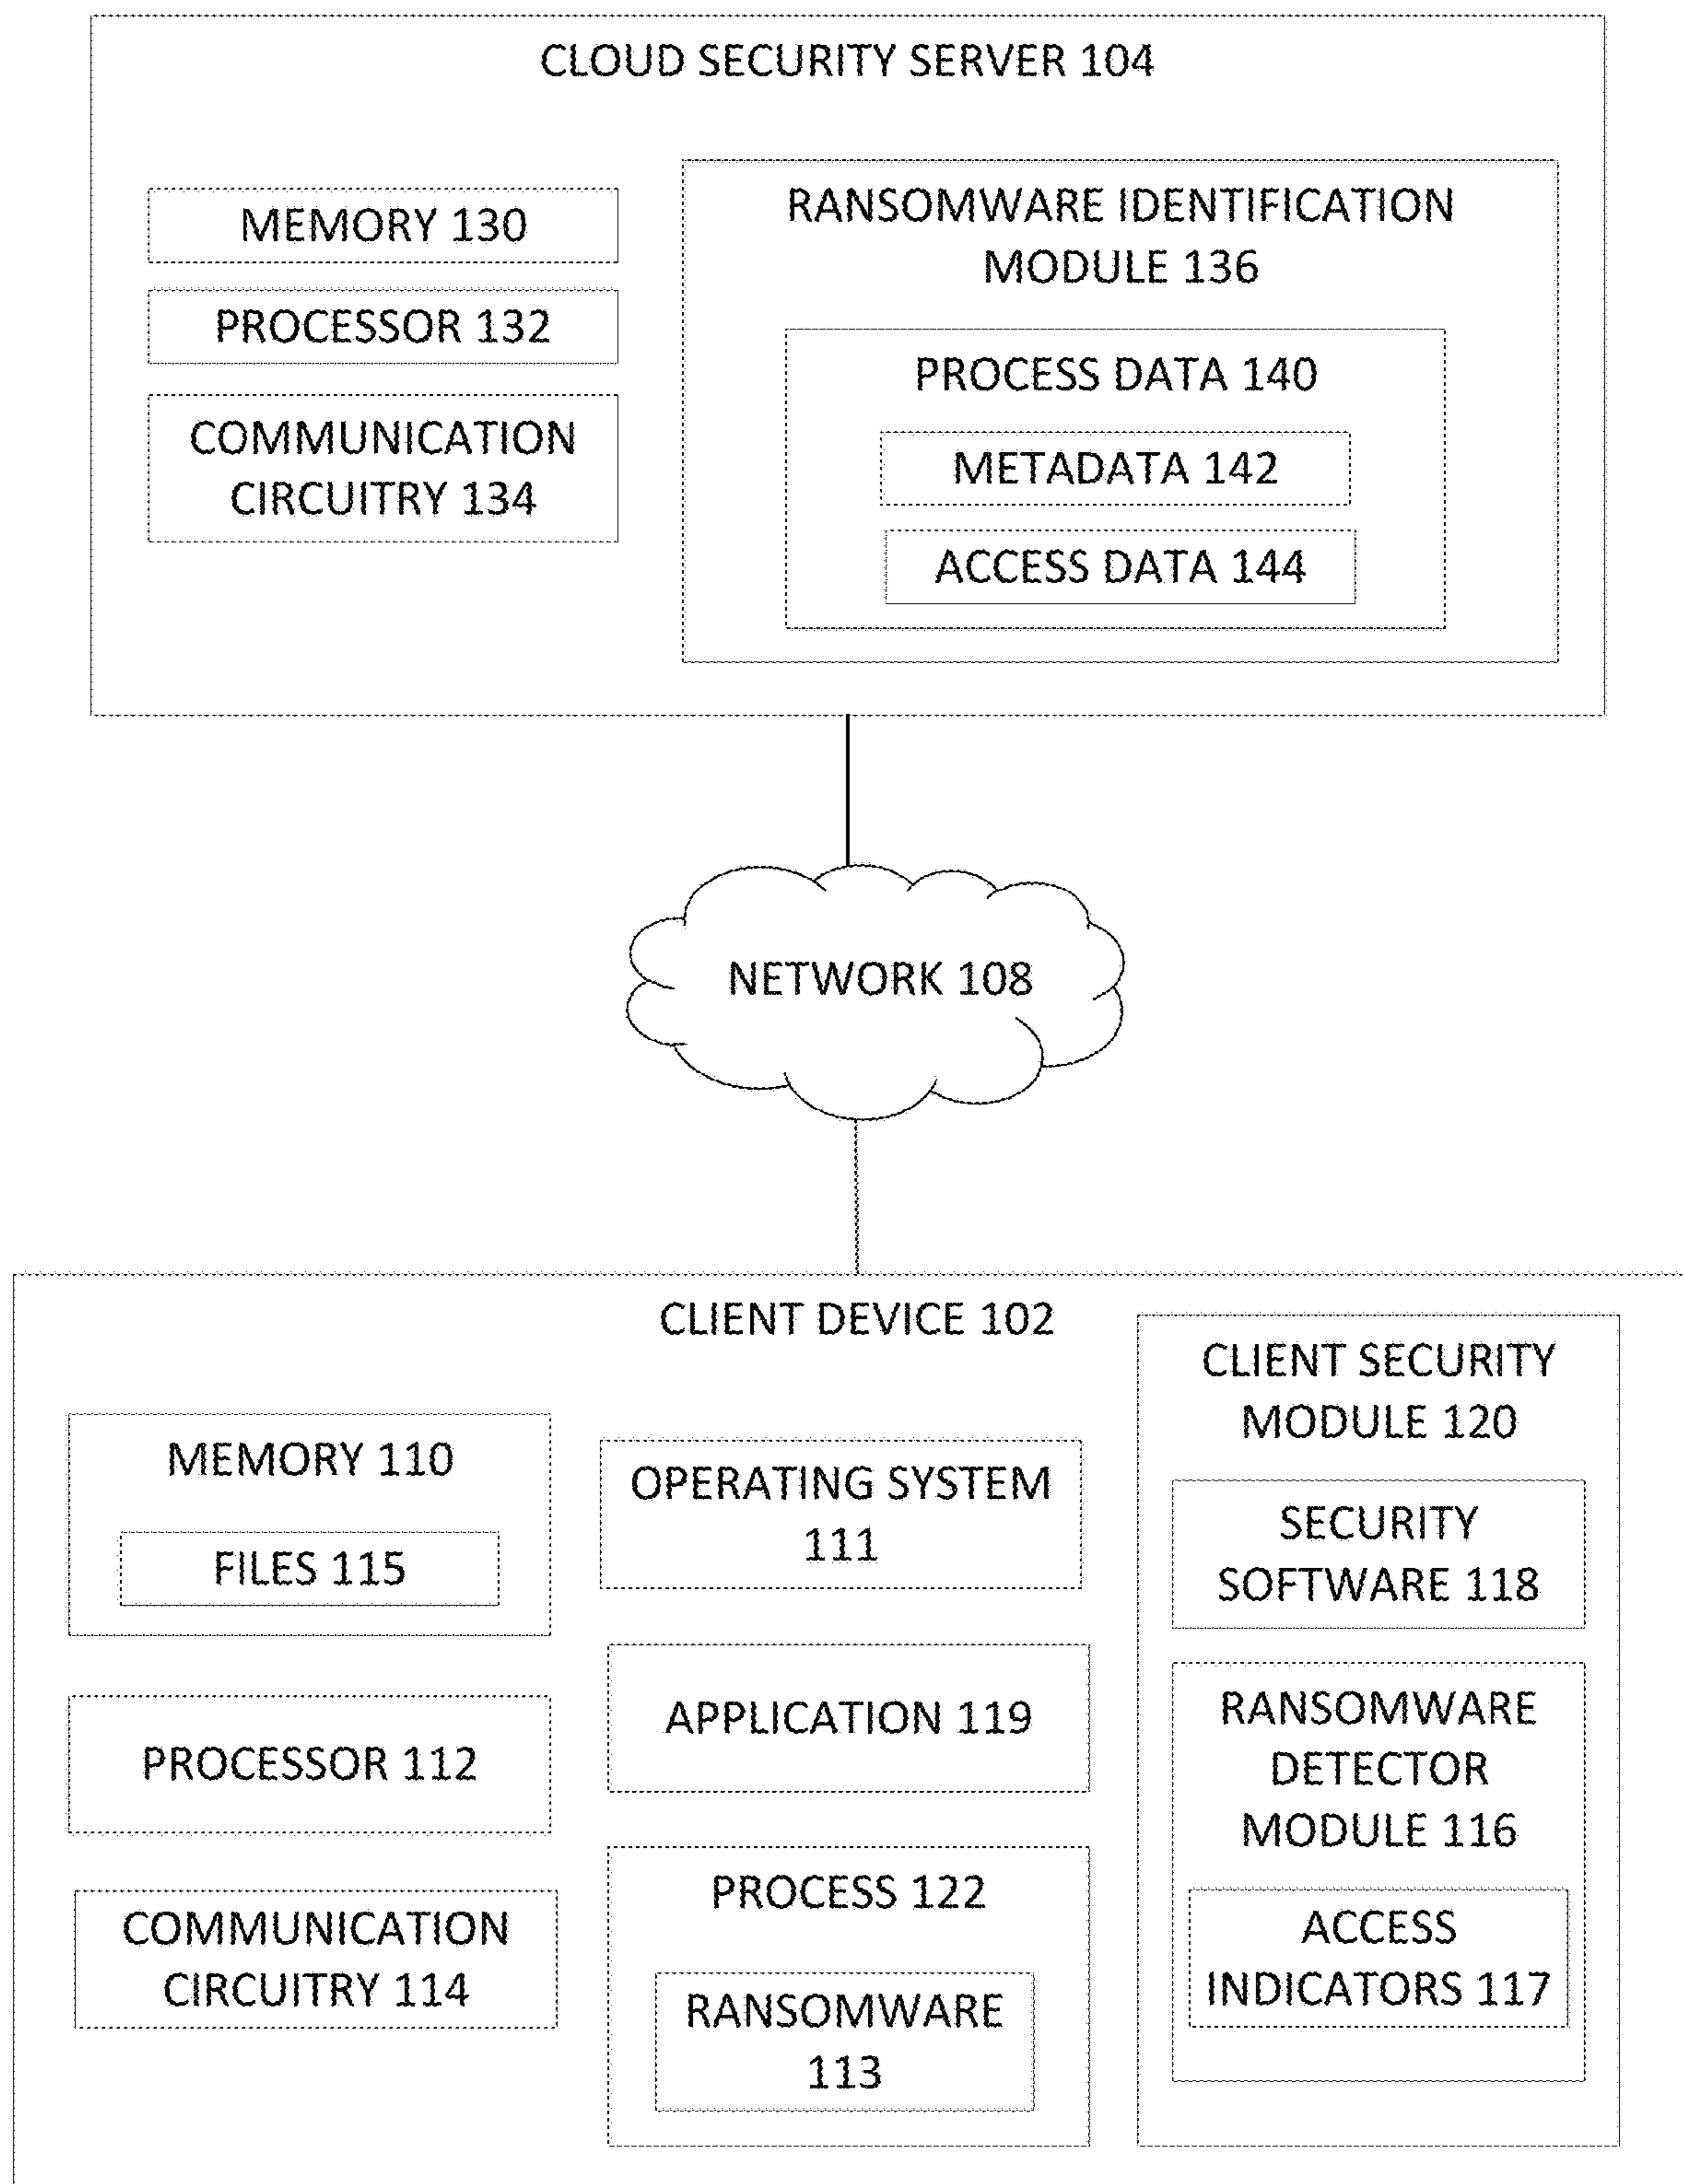 CLOUD SECURITY SERVER 104
MEMORY 130
PROCESSOR 132
COMMUNICATION
CIRCUITRY 134
RANSOMWARE IDENTIFICATION
MODULE 136
PROCESS DATA 140
METADATA 142
ACCESS DATA 144
NETWORK 108
CLIENT DEVICE 102
MEMORY 110
FILES 115
PROCESSOR 112
COMMUNICATION
CIRCUITRY 114
OPERATING SYSTEM
111
APPLICATION 119
PROCESS 122
RANSOMWARE
113
CLIENT SECURITY
MODULE 120
SECURITY
SOFTWARE 118
RANSOMWARE
DETECTOR
MODULE 116
ACCESS
INDICATORS 117